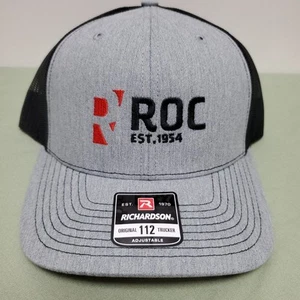 R ROC
EST. 1954
EST. R 1970
RICHARDSON
ORIGINAL 112 TRUCKER
ADJUSTABLE